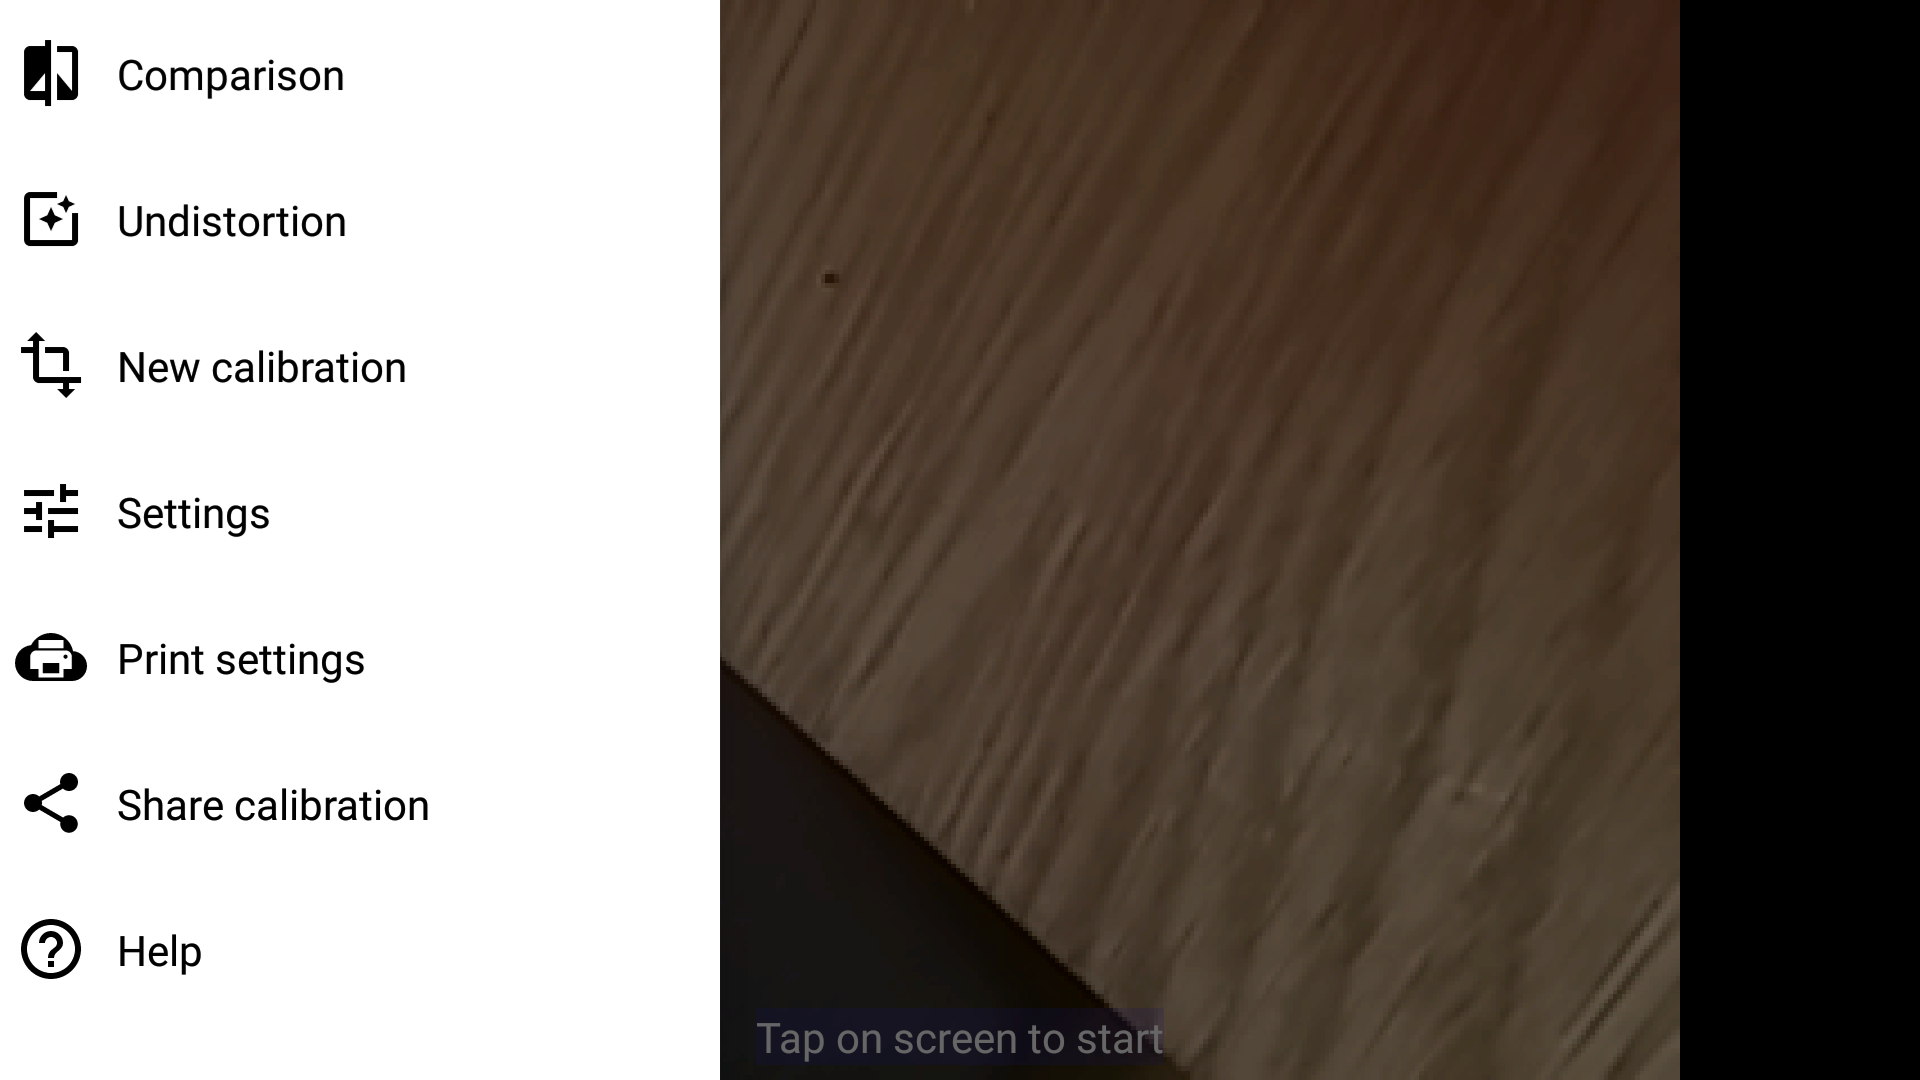 Comparison
Undistortion
New calibration
Settings
Print settings
Share calibration
Help
Tap on screen to start